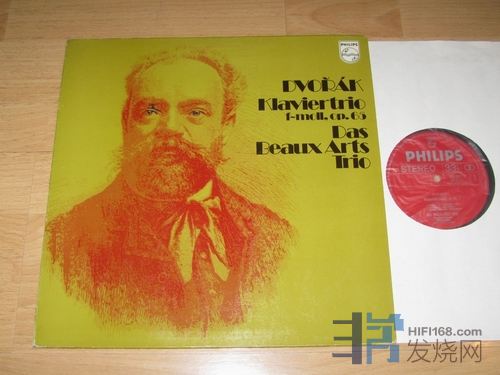 PHILIPS
DVOŘÁK
Klaviertrio
f-moll, op. 65
Das
Beaux Arts
Trio
PHILIPS
STEREO
HIFI168.com
发烧网